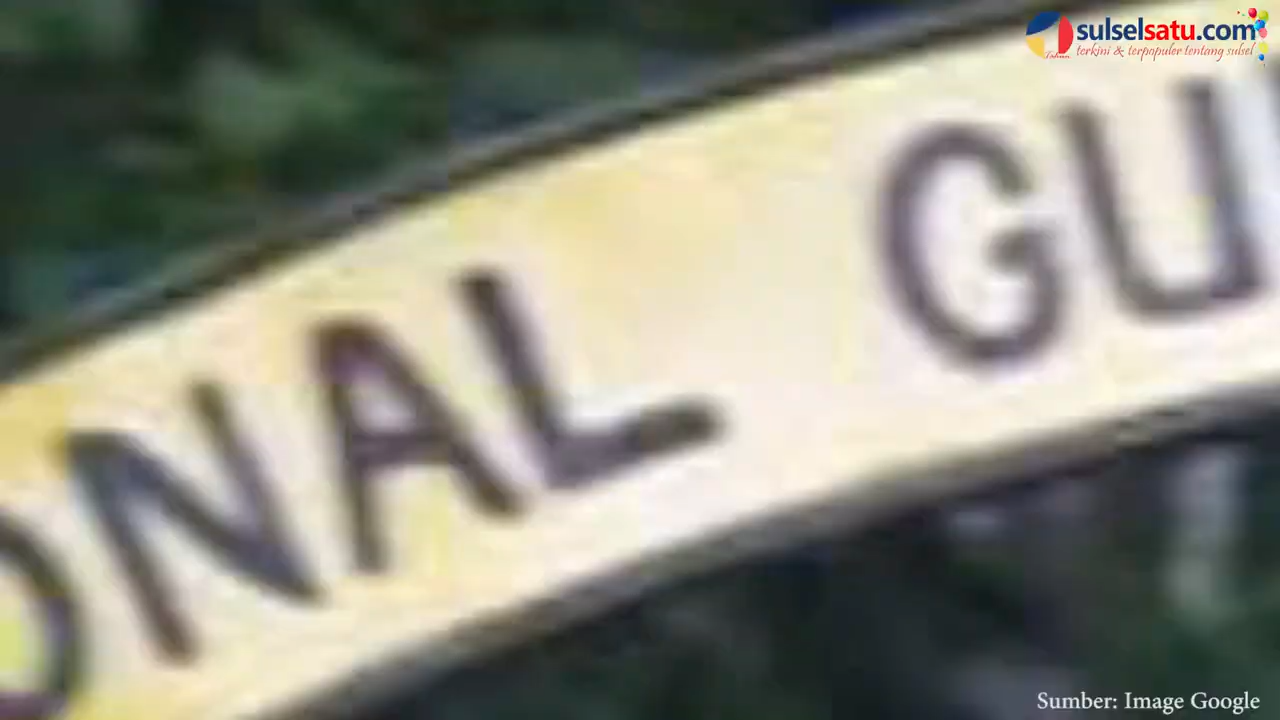 sulselsatu.com
terkini & terpopuler tentang sulsel
ONAL GU
Sumber: Image Google